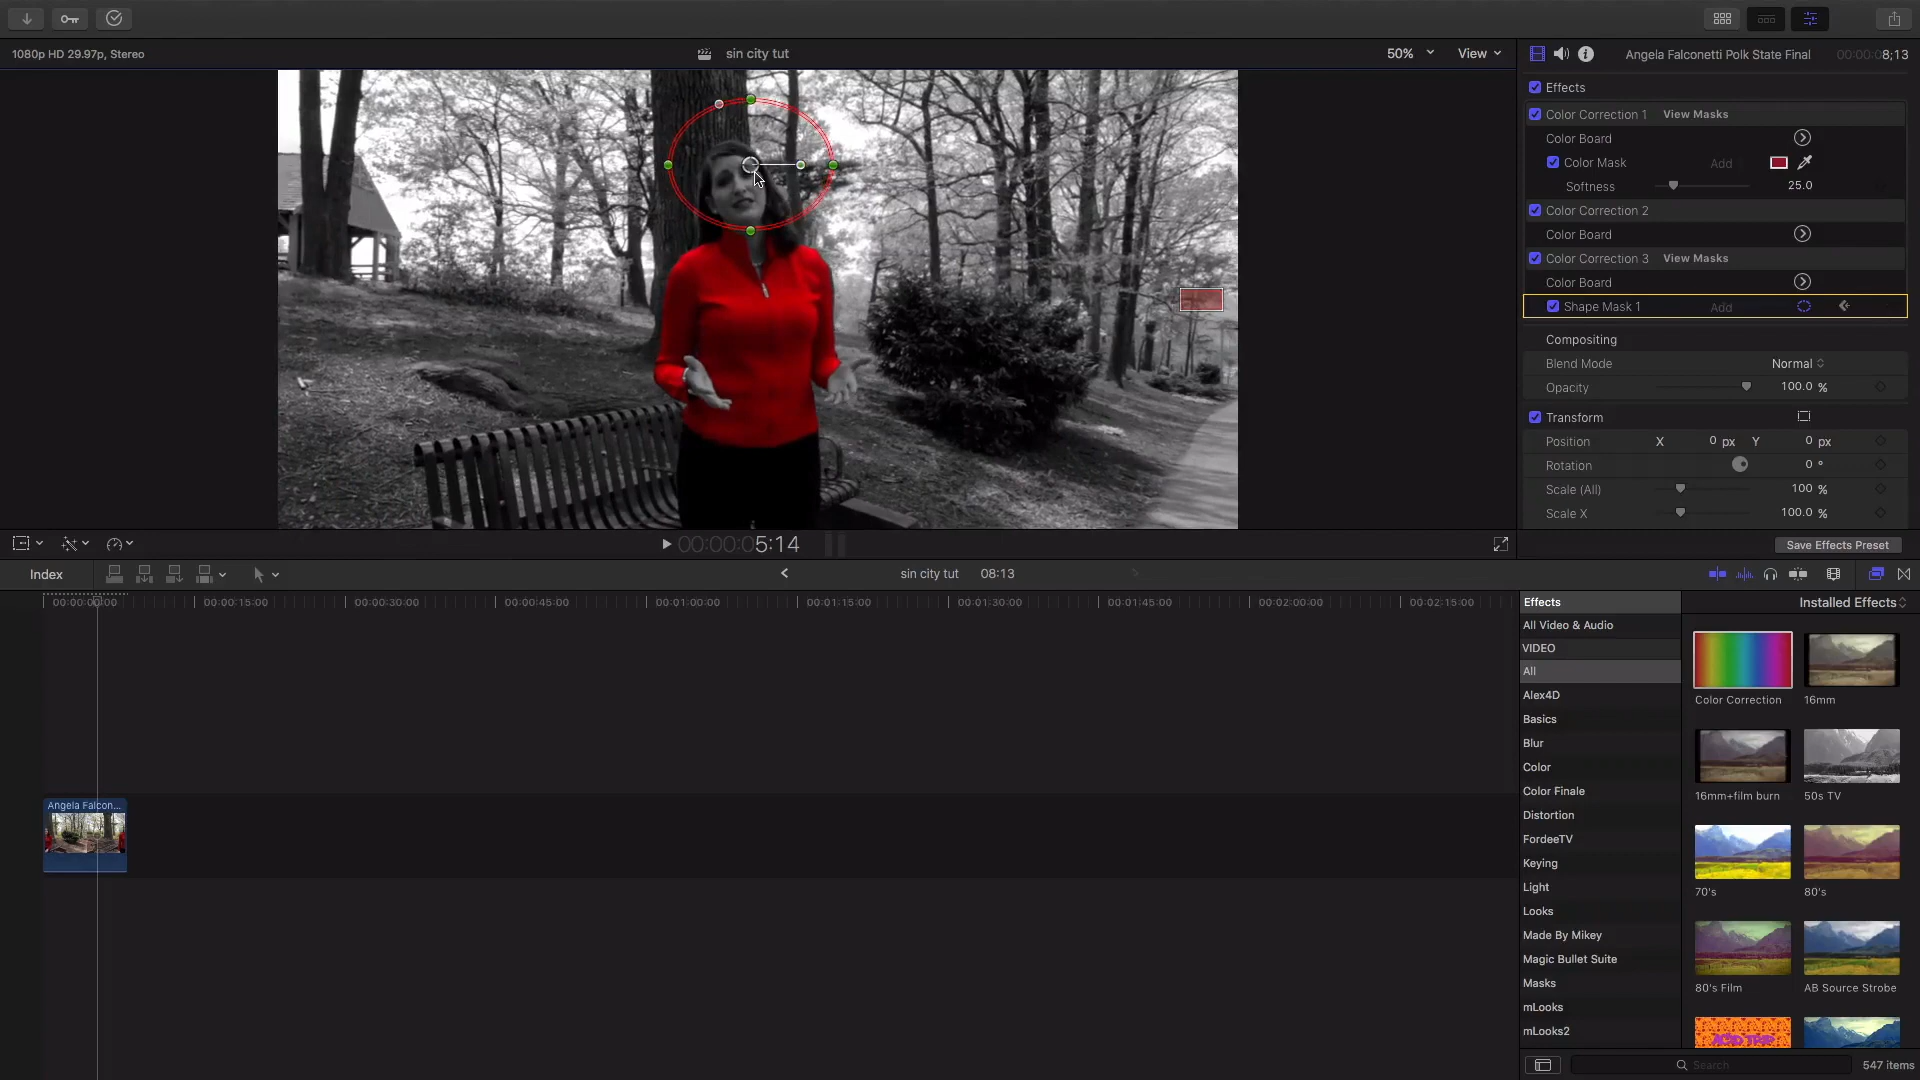 1080p HD 29.97p, Stereo
sin city tut
50%
View
Angela Falconetti Polk State Final
00:00:08;13
Effects
Color Correction 1
View Masks
Color Board
Color Mask
Add
Softness
25.0
Color Correction 2
Color Board
Color Correction 3
View Masks
Color Board
Shape Mask 1
Add
Compositing
Blend Mode
Normal
Opacity
100.0 %
Transform
Position
X
0 px
Y
0 px
Rotation
0 °
Scale (All)
100 %
Scale X
100.0 %
00:00:05:14
Save Effects Preset
Index
sin city tut
08:13
00:00:00:00
00:00:15:00
00:00:30:00
00:00:45:00
00:01:00:00
00:01:15:00
00:01:30:00
00:01:45:00
00:02:00:00
00:02:15:00
Angela Falcon...
Effects
Installed Effects
All Video & Audio
VIDEO
All
Alex4D
Basics
Blur
Color
Color Finale
Distortion
FordeeTV
Keying
Light
Looks
Made By Mikey
Magic Bullet Suite
Masks
mLooks
mLooks2
Color Correction
16mm
16mm+film burn
50s TV
70's
80's
80's Film
AB Source Strobe
ACID TRIP
Search
547 items